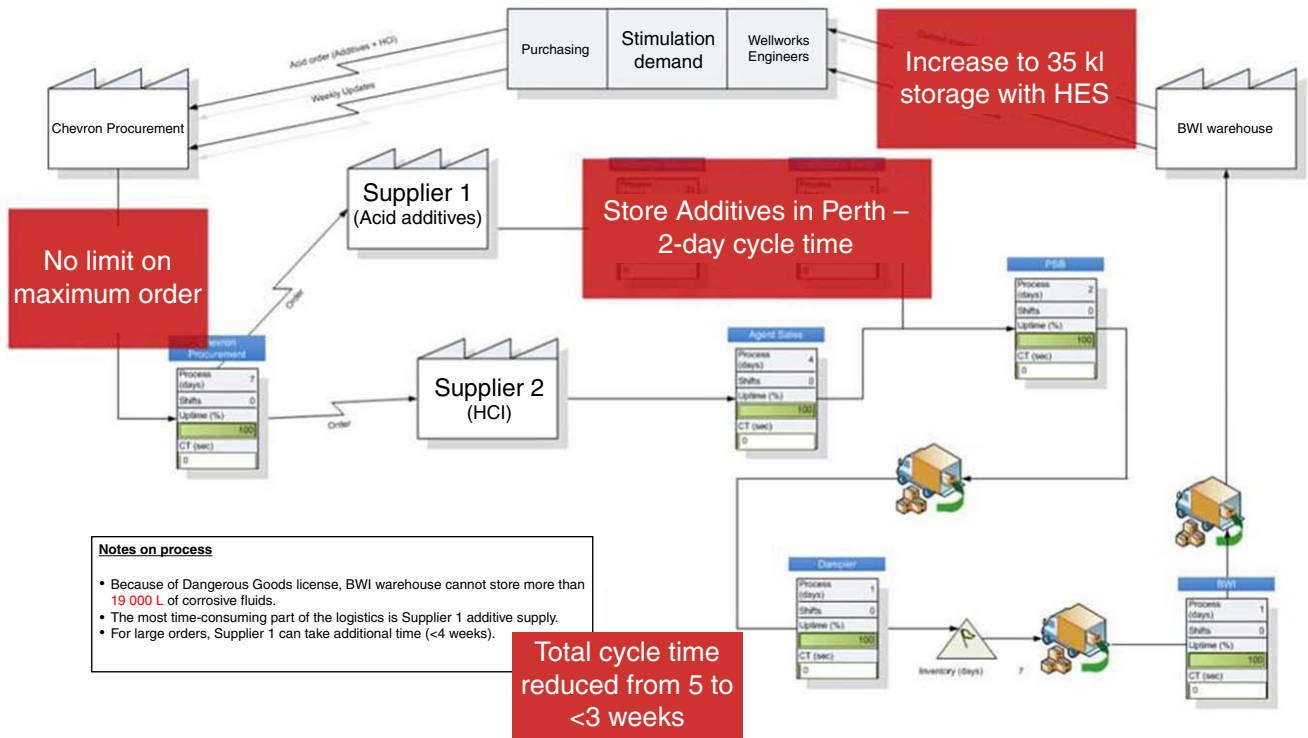 Purchasing
Stimulation
demand
Wellworks
Engineers
Increase to 35 kl
storage with HES
Acid order (Additives + HCl)
Weekly Updates
Chevron Procurement
BWI warehouse
Supplier 1
(Acid additives)
Process
Process
Store Additives in Perth –
2-day cycle time
0
0
No limit on
maximum order
Order
PSB
Process
(days) 2
Shifts 0
Uptime (%)
100
CT (sec)
0
Chevron
Procurement
Process
(days) 7
Shifts 0
Uptime (%)
100
CT (sec)
0
Order
Supplier 2
(HCl)
Agent Sales
Process
(days) 4
Shifts 0
Uptime (%)
100
CT (sec)
0
Notes on process
• Because of Dangerous Goods license, BWI warehouse cannot store more than
19 000 L of corrosive fluids.
• The most time-consuming part of the logistics is Supplier 1 additive supply.
• For large orders, Supplier 1 can take additional time (<4 weeks).
Total cycle time
reduced from 5 to
<3 weeks
Dampier
Process
(days) 1
Shifts 0
Uptime (%)
100
CT (sec)
0
Inventory (days) 7
BWI
Process
(days) 1
Shifts 0
Uptime (%)
100
CT (sec)
0